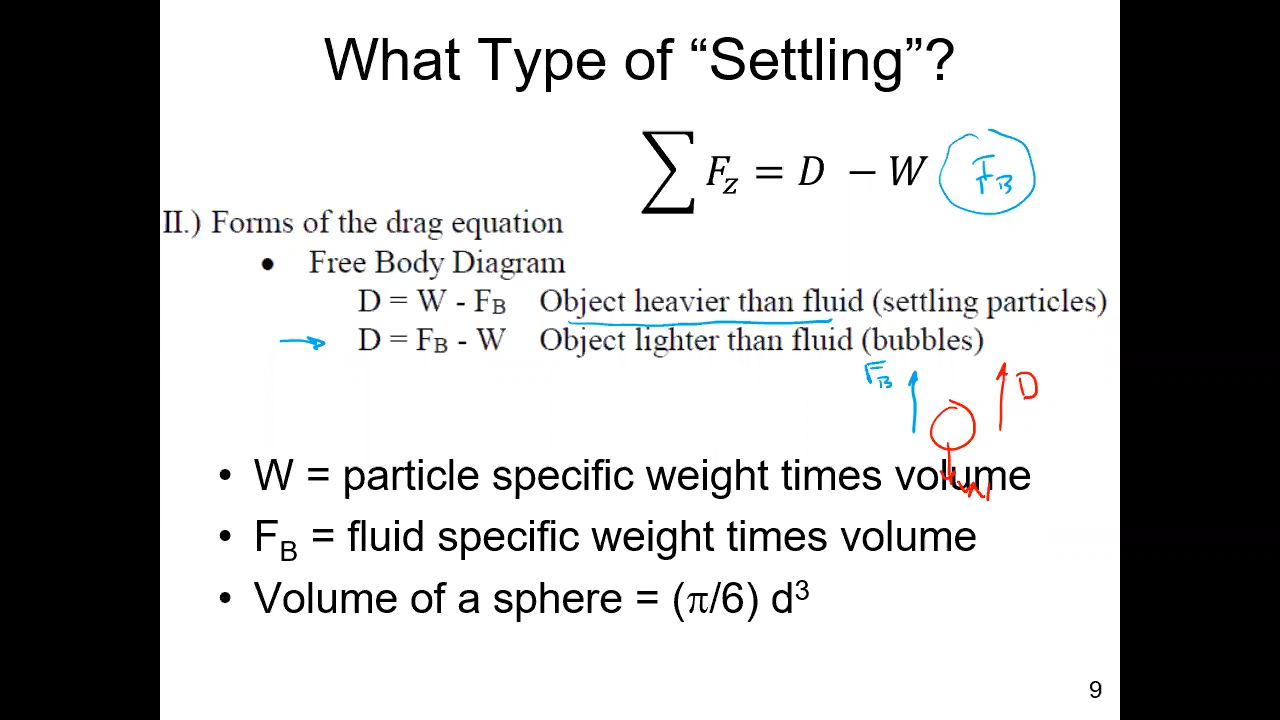 What Type of “Settling”?
∑ F_z = D − W F_B
II.) Forms of the drag equation
• Free Body Diagram
D = W - F_B Object heavier than fluid (settling particles)
D = F_B - W Object lighter than fluid (bubbles)
F_B D
• W = particle specific weight times volume
W
• F_B = fluid specific weight times volume
• Volume of a sphere = (π/6) d³
9